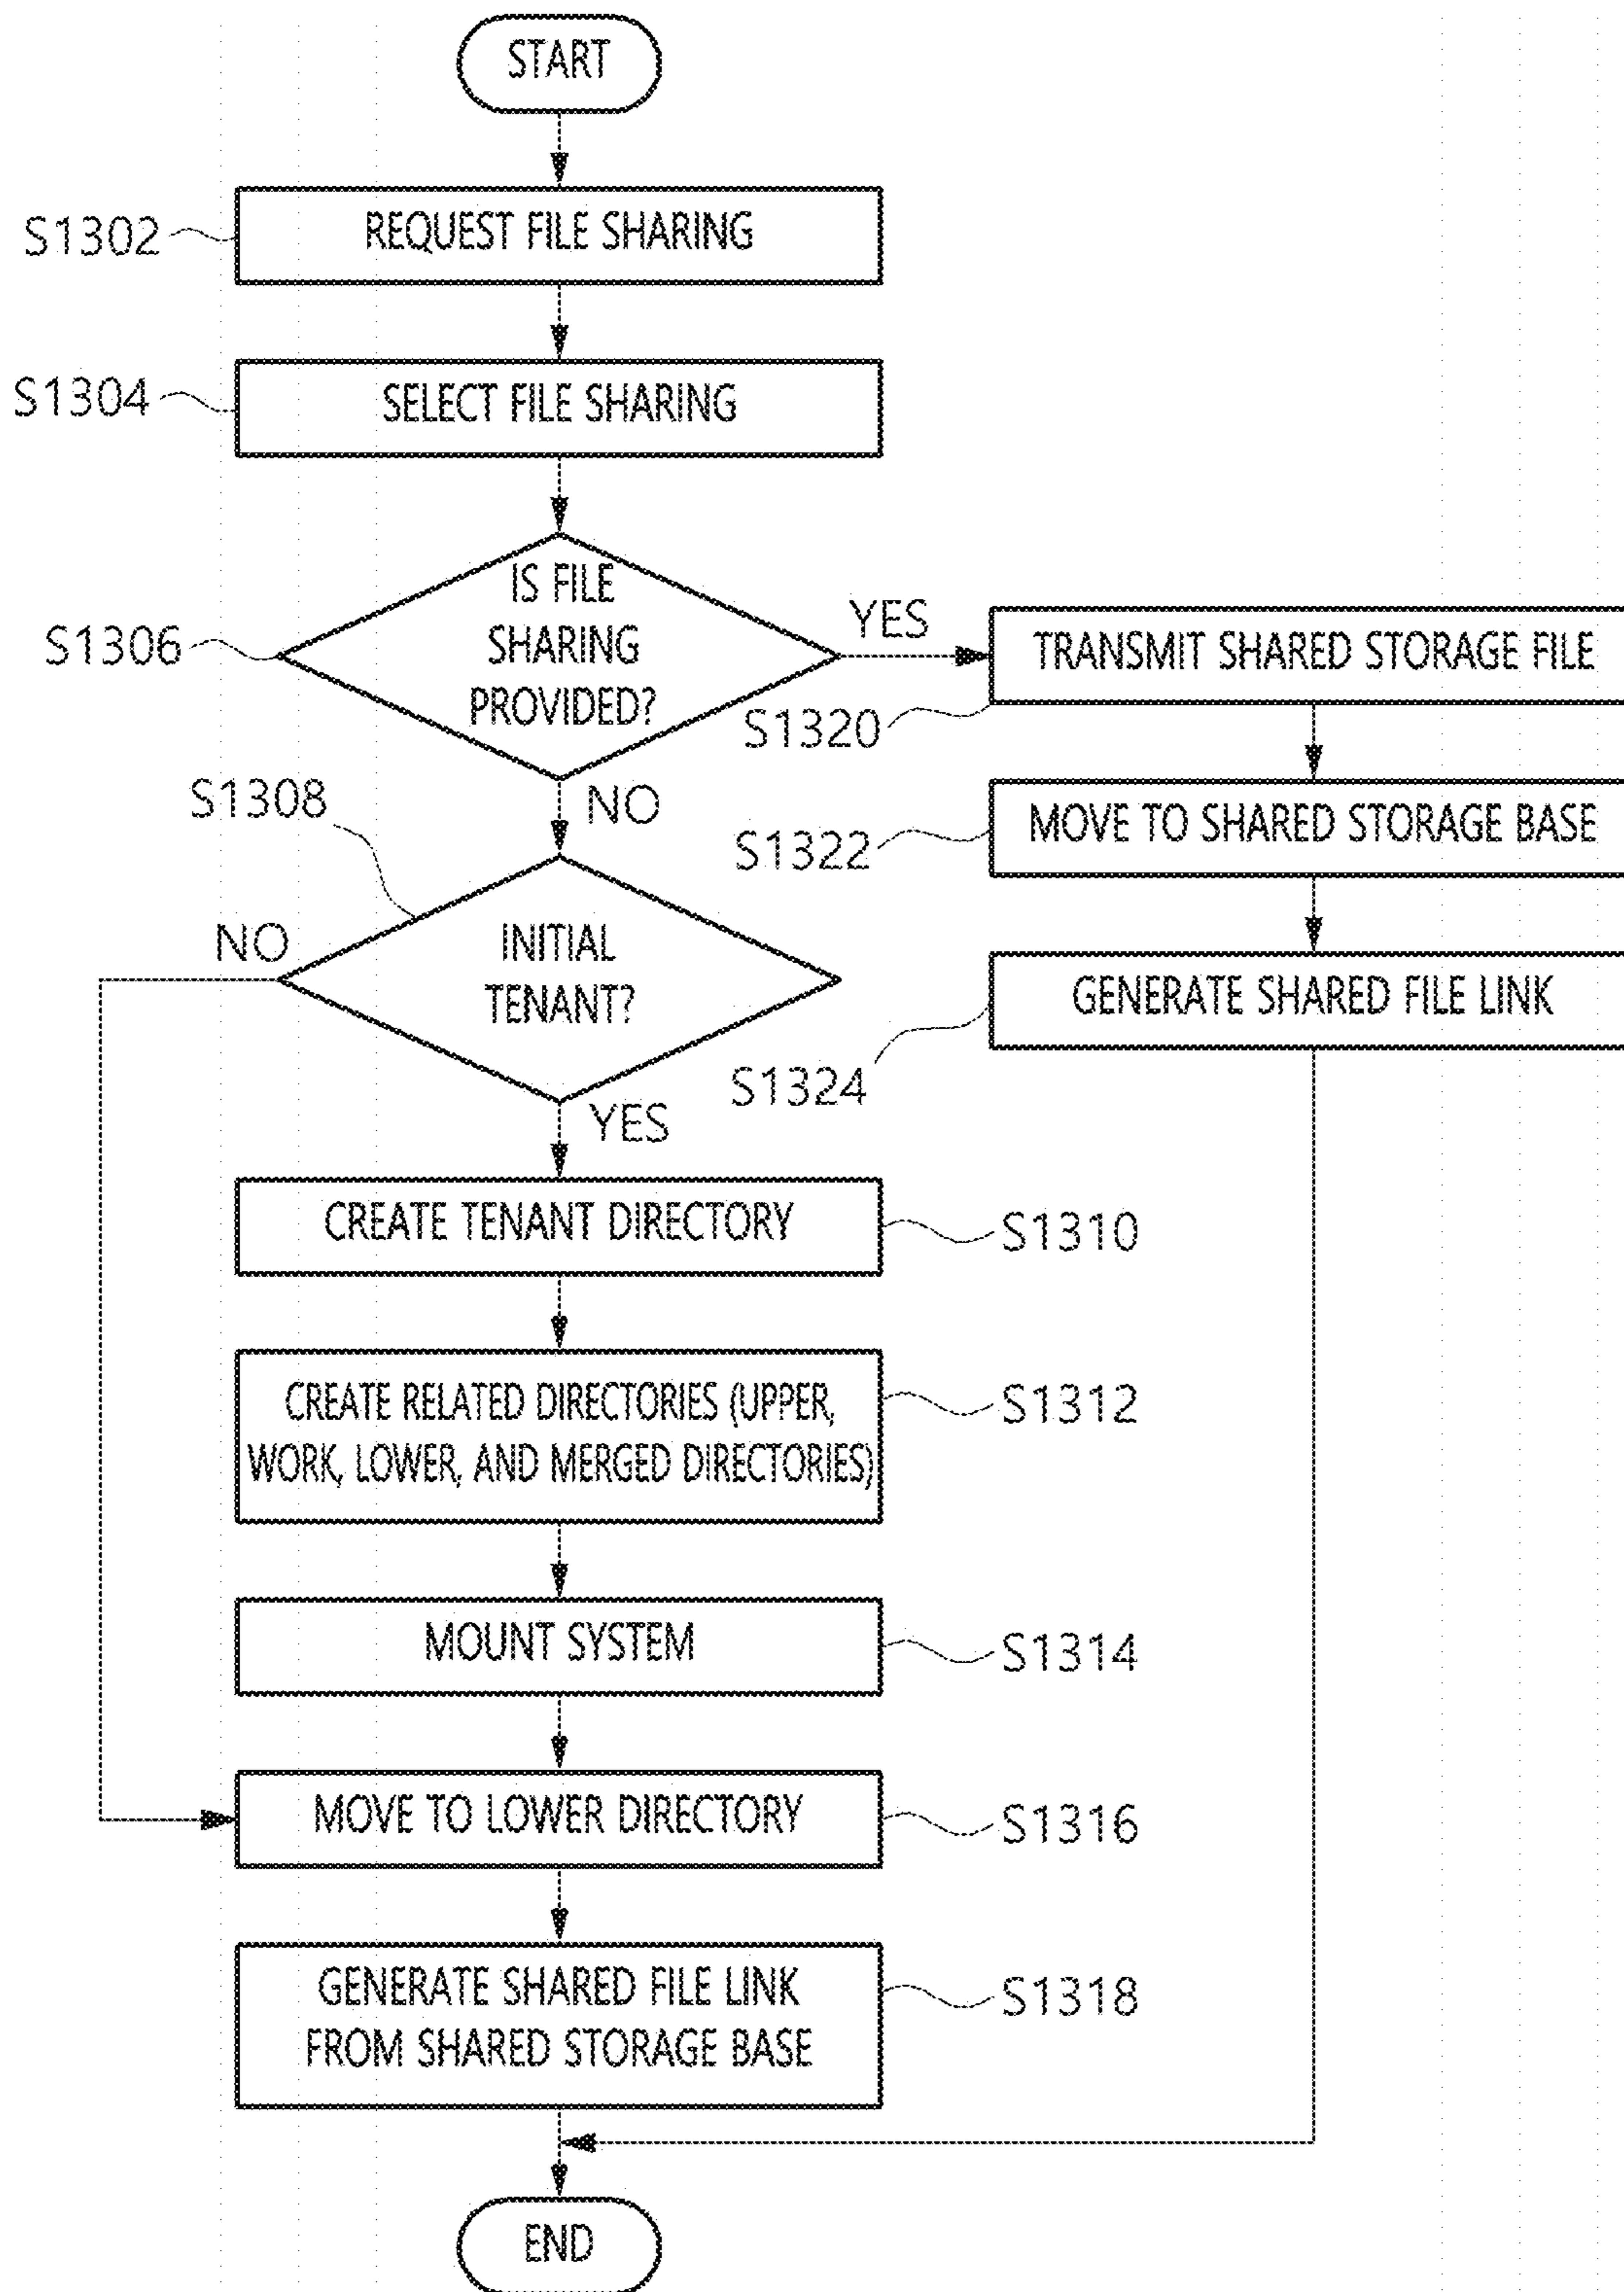 START
S1302
REQUEST FILE SHARING
S1304
SELECT FILE SHARING
S1306
IS FILE
SHARING
PROVIDED?
YES
TRANSMIT SHARED STORAGE FILE
S1320
NO
MOVE TO SHARED STORAGE BASE
S1322
GENERATE SHARED FILE LINK
S1324
S1308
INITIAL
TENANT?
NO
YES
CREATE TENANT DIRECTORY
S1310
CREATE RELATED DIRECTORIES (UPPER,
WORK, LOWER, AND MERGED DIRECTORIES)
S1312
MOUNT SYSTEM
S1314
MOVE TO LOWER DIRECTORY
S1316
GENERATE SHARED FILE LINK
FROM SHARED STORAGE BASE
S1318
END